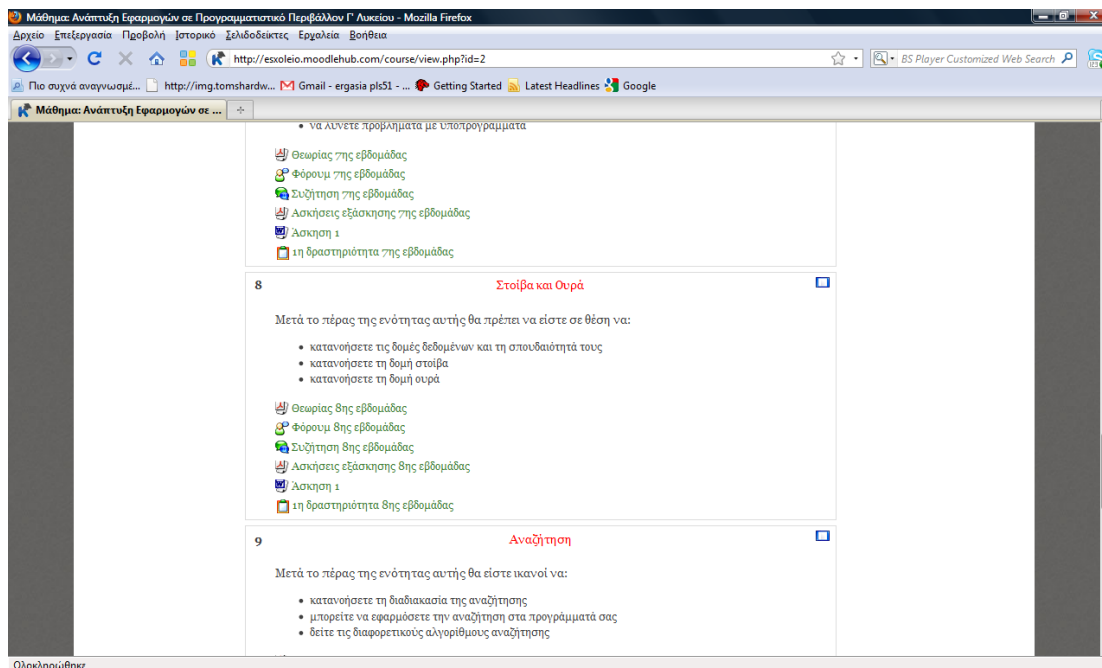 Μάθημα: Ανάπτυξη Εφαρμογών σε Προγραμματιστικό Περιβάλλον Γ' Λυκείου - Mozilla Firefox
Αρχείο Επεξεργασία Προβολή Ιστορικό Σελιδοδείκτες Εργαλεία Βοήθεια
http://esxoleio.moodlehub.com/course/view.php?id=2 BS Player Customized Web Search
Πιο συχνά αναγνωσμέ... http://img.tomshardw... Gmail - ergasia pls51 - ... Getting Started Latest Headlines Google
Μάθημα: Ανάπτυξη Εφαρμογών σε ...
να λύνετε προβλήματα με υποπρογράμματα
Θεωρίας 7ης εβδομάδας
Φόρουμ 7ης εβδομάδας
Συζήτηση 7ης εβδομάδας
Ασκήσεις εξάσκησης 7ης εβδομάδας
Άσκηση 1
1η δραστηριότητα 7ης εβδομάδας
8 Στοίβα και Ουρά
Μετά το πέρας της ενότητας αυτής θα πρέπει να είστε σε θέση να:
κατανοήσετε τις δομές δεδομένων και τη σπουδαιότητά τους
κατανοήσετε τη δομή στοίβα
κατανοήσετε τη δομή ουρά
Θεωρίας 8ης εβδομάδας
Φόρουμ 8ης εβδομάδας
Συζήτηση 8ης εβδομάδας
Ασκήσεις εξάσκησης 8ης εβδομάδας
Άσκηση 1
1η δραστηριότητα 8ης εβδομάδας
9 Αναζήτηση
Μετά το πέρας της ενότητας αυτής θα είστε ικανοί να:
κατανοήσετε τη διαδιακασία της αναζήτησης
μπορείτε να εφαρμόσετε την αναζήτηση στα προγράμματά σας
δείτε τις διαφορετικούς αλγορίθμους αναζήτησης
Ολοκληρώθηκε